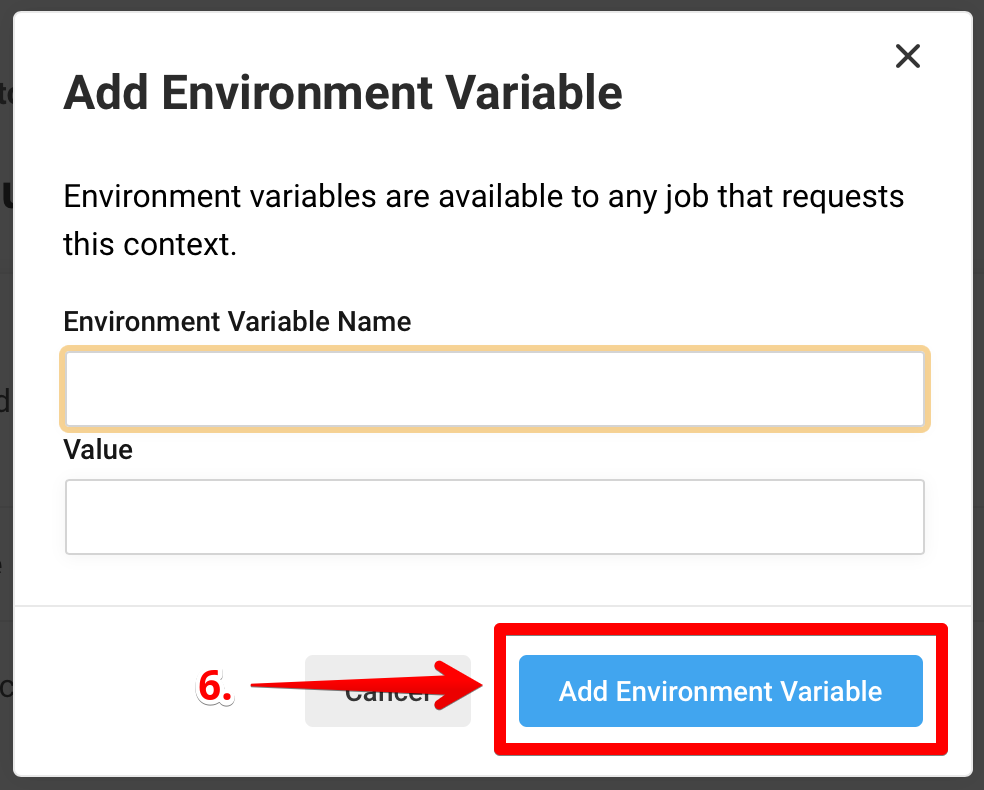 Add Environment Variable
Environment variables are available to any job that requests
this context.
Environment Variable Name
Value
6.
Cancel
Add Environment Variable